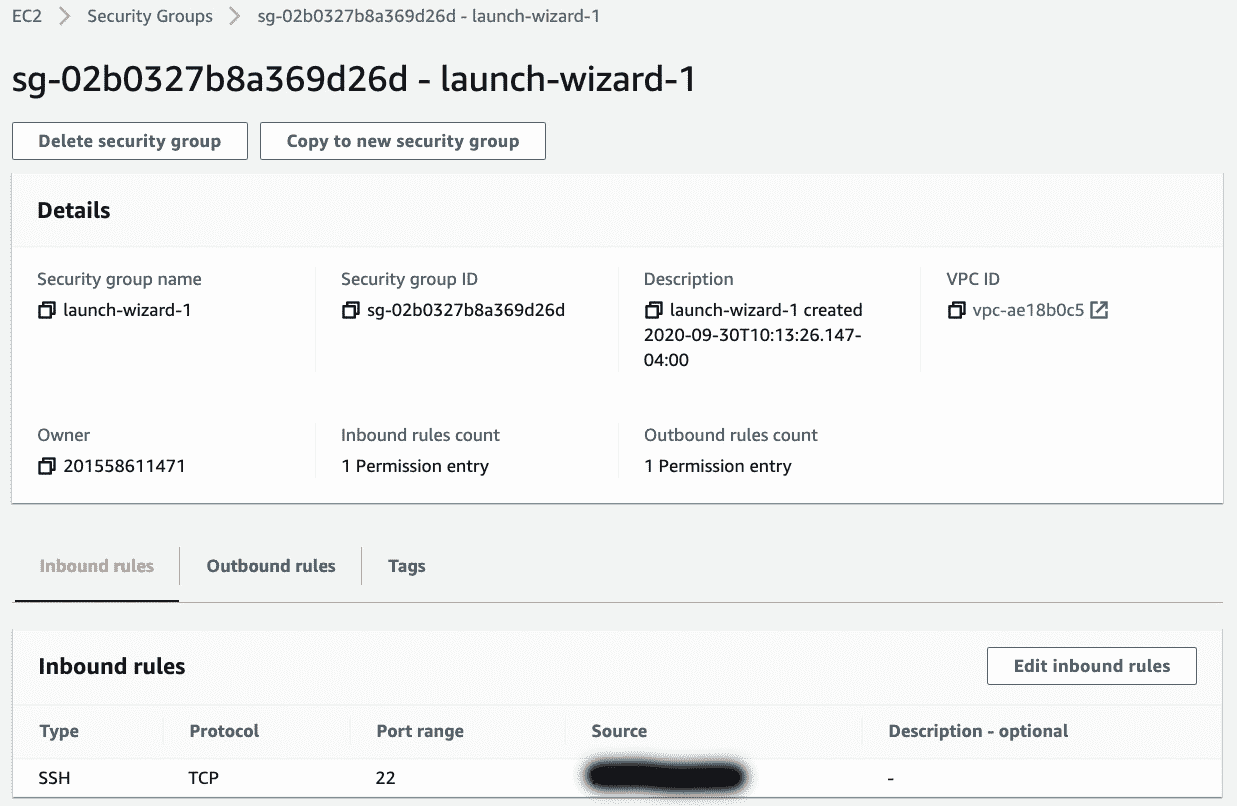 EC2 > Security Groups > sg-02b0327b8a369d26d - launch-wizard-1
sg-02b0327b8a369d26d - launch-wizard-1
Delete security group Copy to new security group
Details
Security group name Security group ID Description VPC ID
launch-wizard-1 sg-02b0327b8a369d26d launch-wizard-1 created vpc-ae18b0c5
2020-09-30T10:13:26.147-
04:00
Owner Inbound rules count Outbound rules count
201558611471 1 Permission entry 1 Permission entry
Inbound rules Outbound rules Tags
Inbound rules Edit inbound rules
Type Protocol Port range Source Description - optional
SSH TCP 22 -